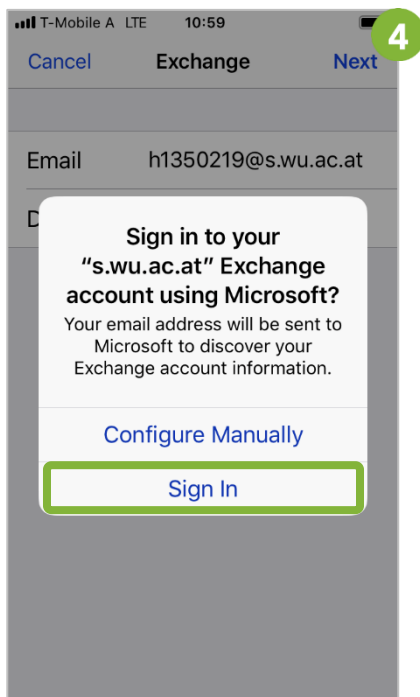 T-Mobile A LTE 10:59
4
Cancel Exchange Next
Email h1350219@s.wu.ac.at
D
Sign in to your
“s.wu.ac.at” Exchange
account using Microsoft?
Your email address will be sent to
Microsoft to discover your
Exchange account information.
Configure Manually
Sign In